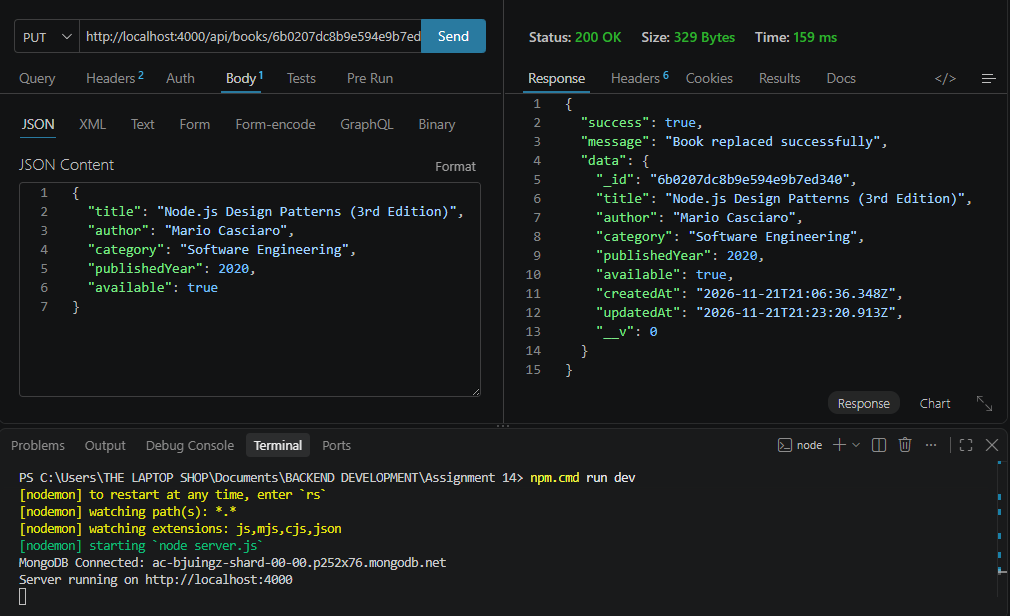 PUT http://localhost:4000/api/books/6b0207dc8b9e594e9b7ed Send
Query Headers 2 Auth Body 1 Tests Pre Run
JSON XML Text Form Form-encode GraphQL Binary
JSON Content Format
1 {
2 "title": "Node.js Design Patterns (3rd Edition)",
3 "author": "Mario Casciaro",
4 "category": "Software Engineering",
5 "publishedYear": 2020,
6 "available": true
7 }
Status: 200 OK Size: 329 Bytes Time: 159 ms
Response Headers 6 Cookies Results Docs </>
1 {
2 "success": true,
3 "message": "Book replaced successfully",
4 "data": {
5 "_id": "6b0207dc8b9e594e9b7ed340",
6 "title": "Node.js Design Patterns (3rd Edition)",
7 "author": "Mario Casciaro",
8 "category": "Software Engineering",
9 "publishedYear": 2020,
10 "available": true,
11 "createdAt": "2026-11-21T21:06:36.348Z",
12 "updatedAt": "2026-11-21T21:23:20.913Z",
13 "__v": 0
14 }
15 }
Response Chart
Problems Output Debug Console Terminal Ports node
PS C:\Users\THE LAPTOP SHOP\Documents\BACKEND DEVELOPMENT\Assignment 14> npm.cmd run dev
[nodemon] to restart at any time, enter `rs`
[nodemon] watching path(s): *.*
[nodemon] watching extensions: js,mjs,cjs,json
[nodemon] starting `node server.js`
MongoDB Connected: ac-bjuingz-shard-00-00.p252x76.mongodb.net
Server running on http://localhost:4000